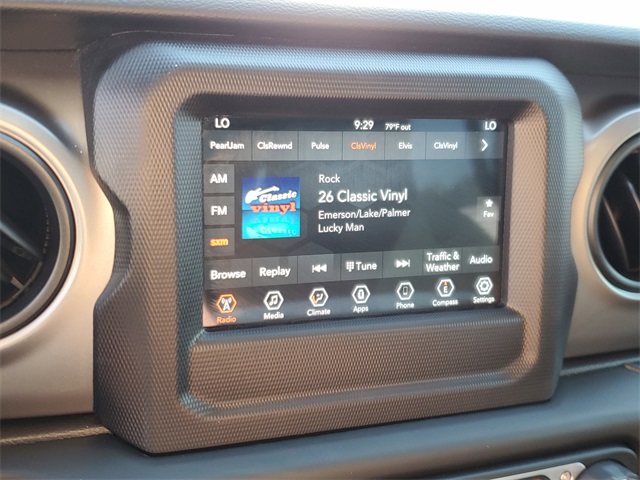 LO 9:29 79°F out LO
PearlJam ClsRewnd Pulse ClsVinyl Elvis ClsVinyl
AM
FM
sxm
Classic
vinyl
Rock
26 Classic Vinyl
Emerson/Lake/Palmer
Lucky Man
Fav
Browse Replay Tune Traffic & Weather Audio
Radio Media Climate Apps Phone Compass Settings